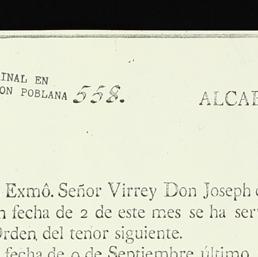 INAL EN
ON POBLANA 558.
ALCA
Exmô. Señor Virrey Don Joseph
fecha de 2 de este mes se ha ser
rden del tenor siguiente.
fecha de 9 de Septiembre último